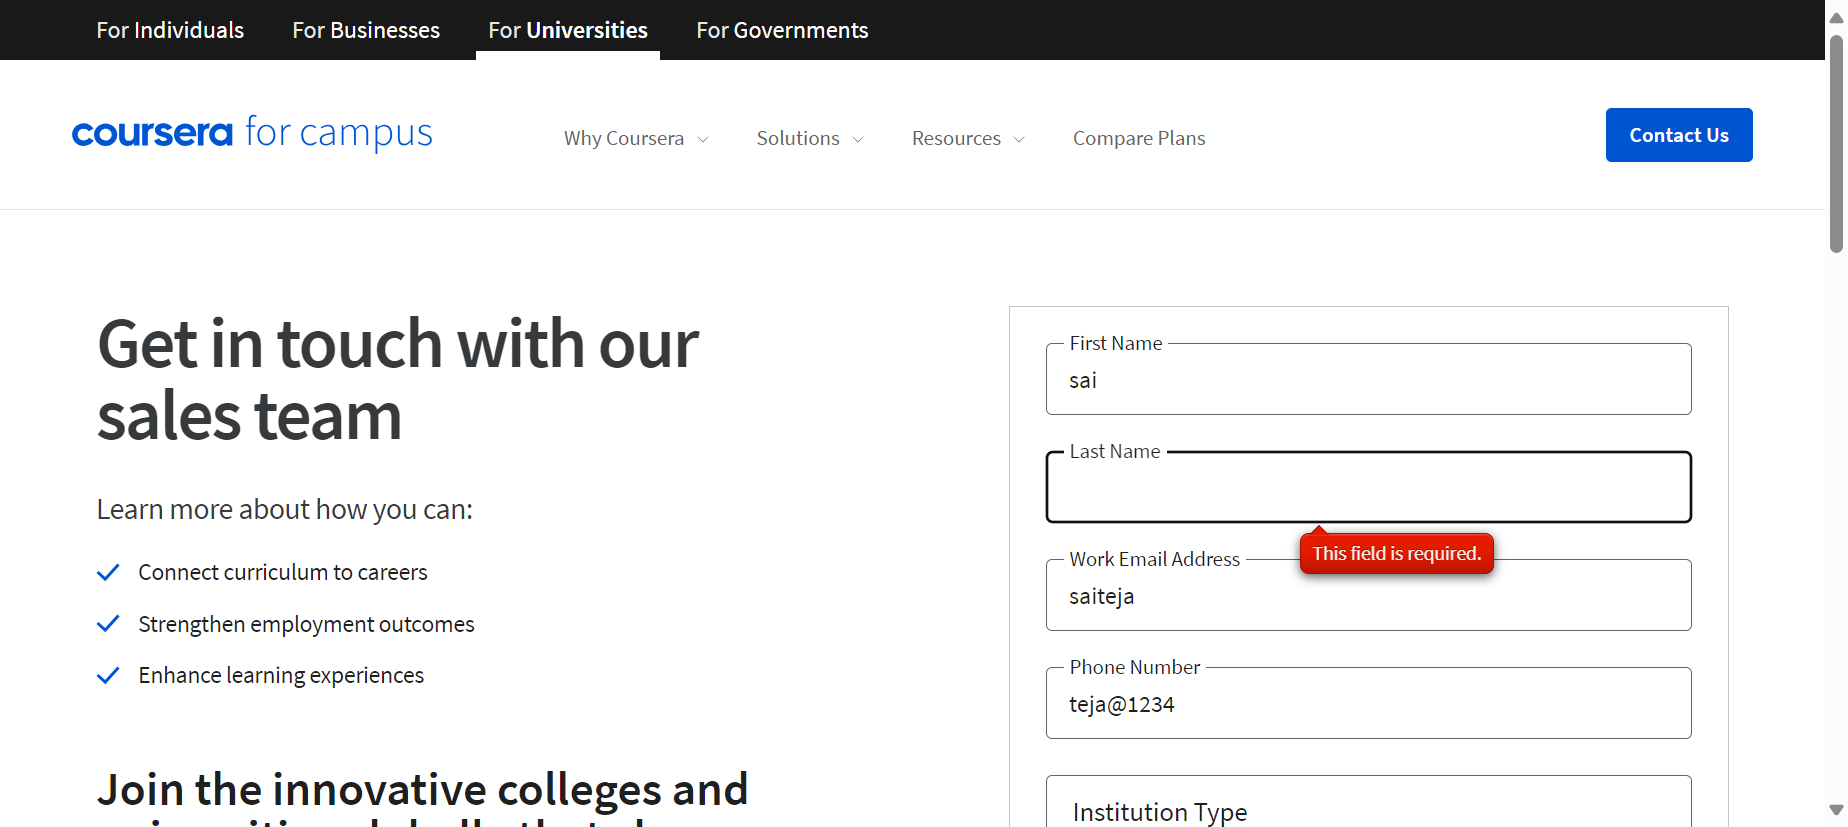 For Individuals
For Businesses
For Universities
For Governments
coursera for campus
Why Coursera
Solutions
Resources
Compare Plans
Contact Us
Get in touch with our
sales team
Learn more about how you can:
Connect curriculum to careers
Strengthen employment outcomes
Enhance learning experiences
Join the innovative colleges and
First Name
sai
Last Name
This field is required.
Work Email Address
saiteja
Phone Number
teja@1234
Institution Type